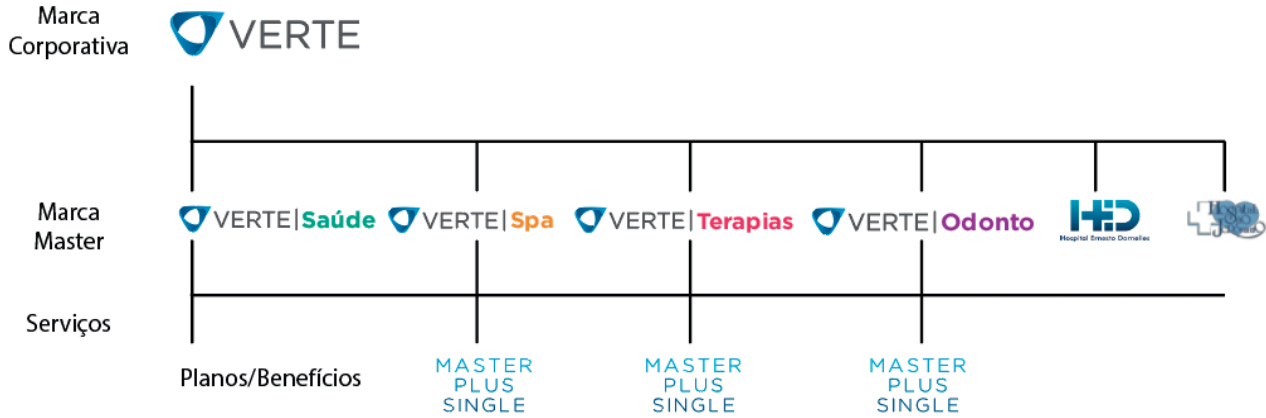 Marca
Corporativa
VERTE
Marca
Master
VERTE|Saúde
VERTE|Spa
VERTE|Terapias
VERTE|Odonto
HED
Hospital Ernesto Dornelles
Serviços
Planos/Benefícios
MASTER
PLUS
SINGLE
MASTER
PLUS
SINGLE
MASTER
PLUS
SINGLE